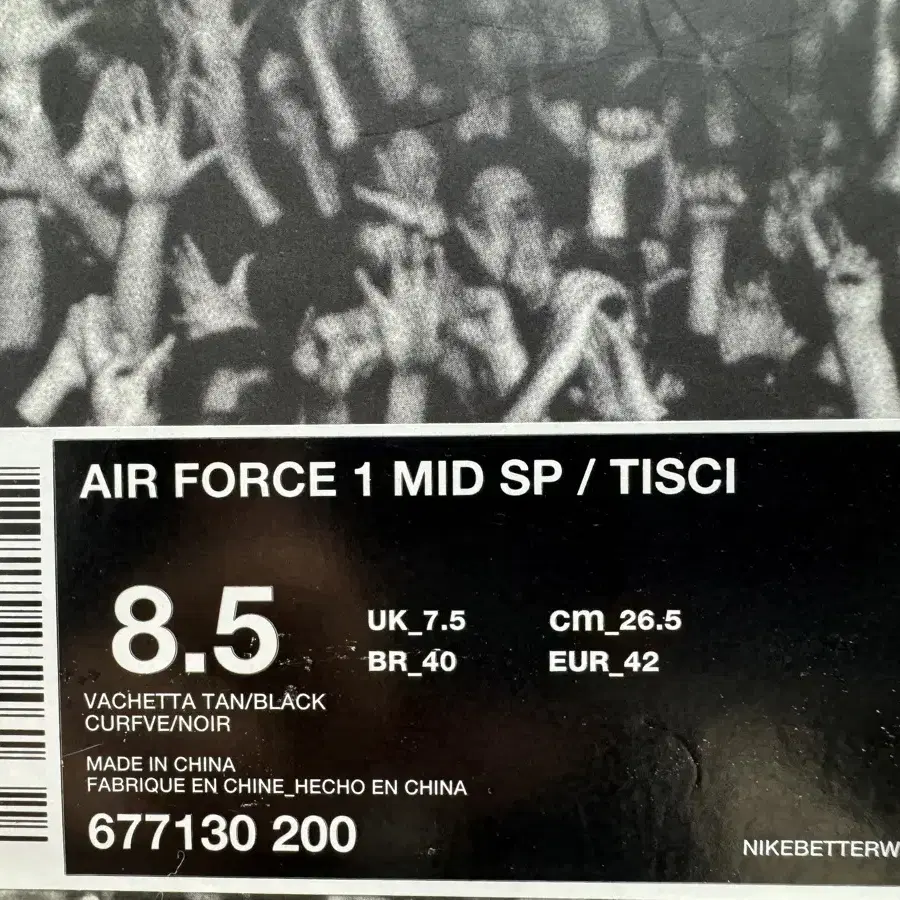 AIR FORCE 1 MID SP / TISCI
8.5
UK_7.5 cm_26.5
BR_40 EUR_42
VACHETTA TAN/BLACK
CURFVE/NOIR
MADE IN CHINA
FABRIQUE EN CHINE_HECHO EN CHINA
677130 200
NIKEBETTERW